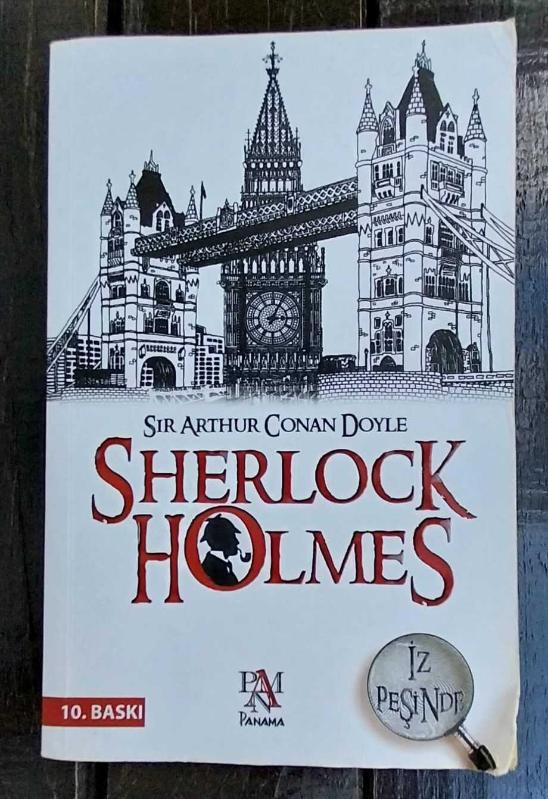 SIR ARTHUR CONAN DOYLE
SHERLOCK
HOLMES
İZ
PEŞİNDE
10. BASKI
PANAMA